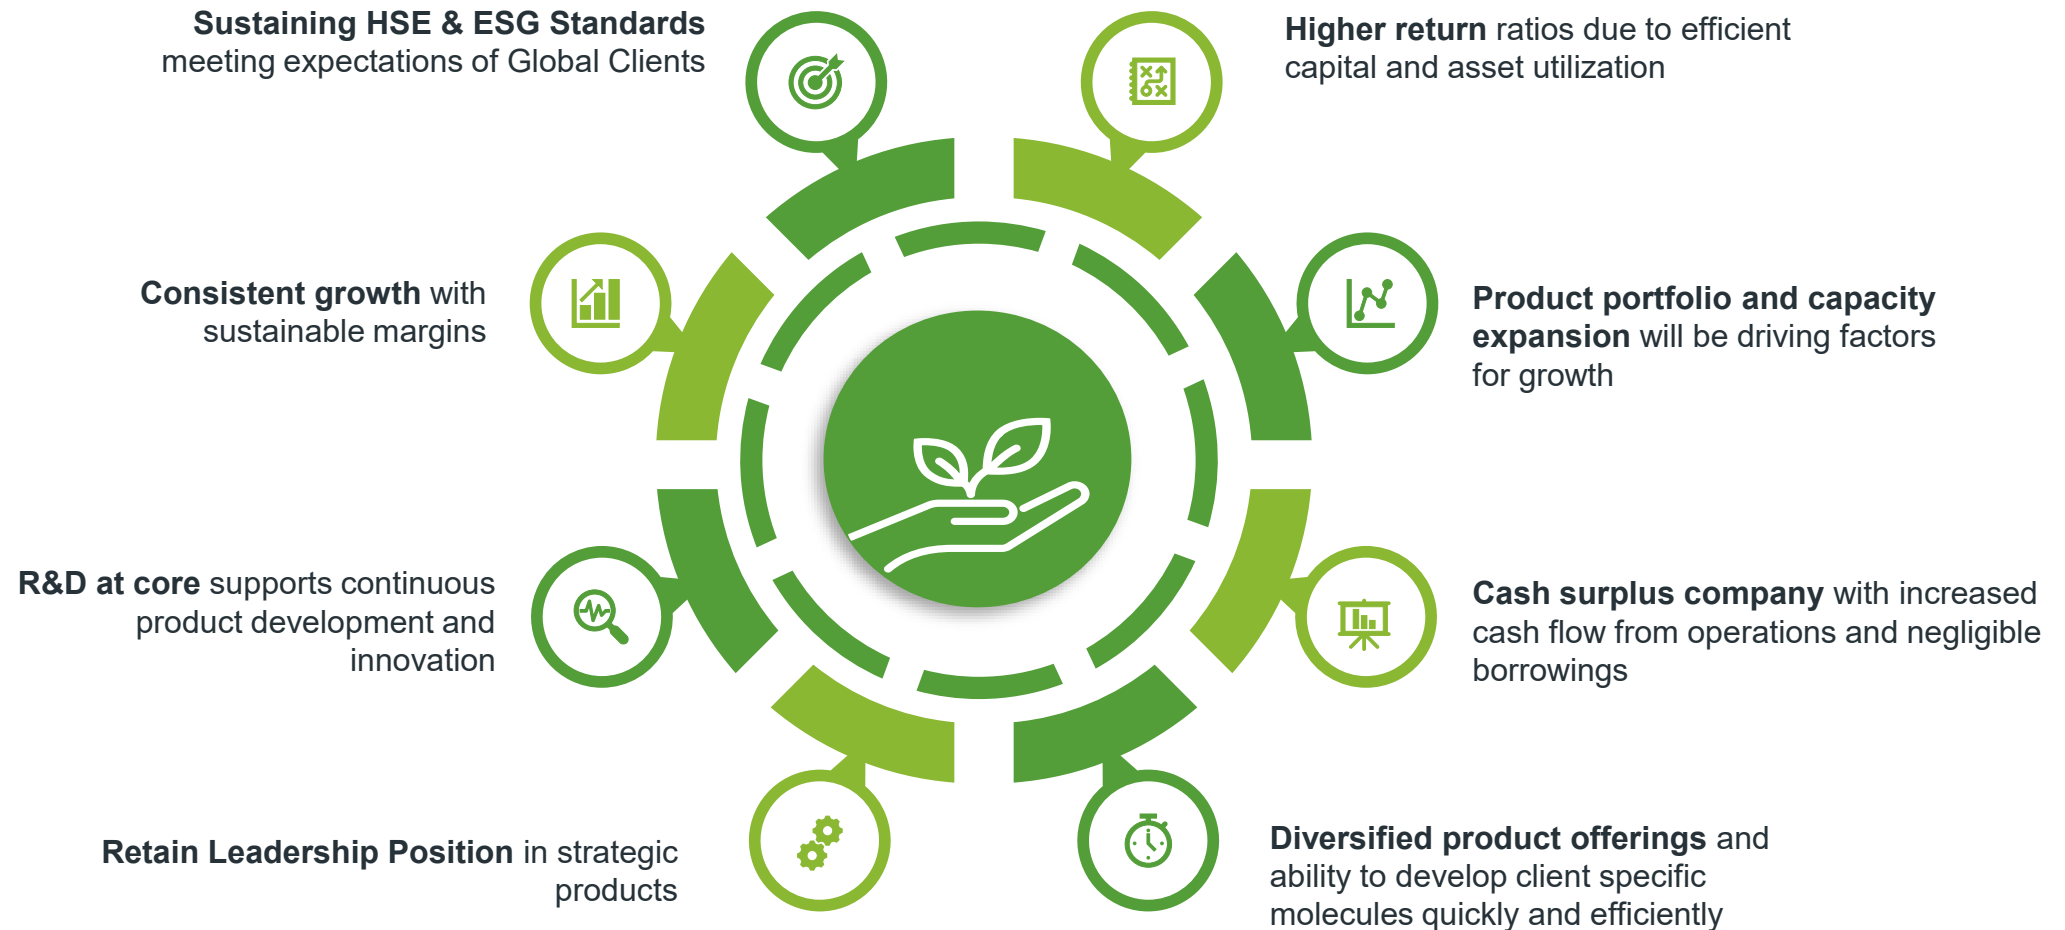 Sustaining HSE & ESG Standards
meeting expectations of Global Clients
Higher return ratios due to efficient
capital and asset utilization
Consistent growth with
sustainable margins
Product portfolio and capacity
expansion will be driving factors
for growth
R&D at core supports continuous
product development and
innovation
Cash surplus company with increased
cash flow from operations and negligible
borrowings
Retain Leadership Position in strategic
products
Diversified product offerings and
ability to develop client specific
molecules quickly and efficiently